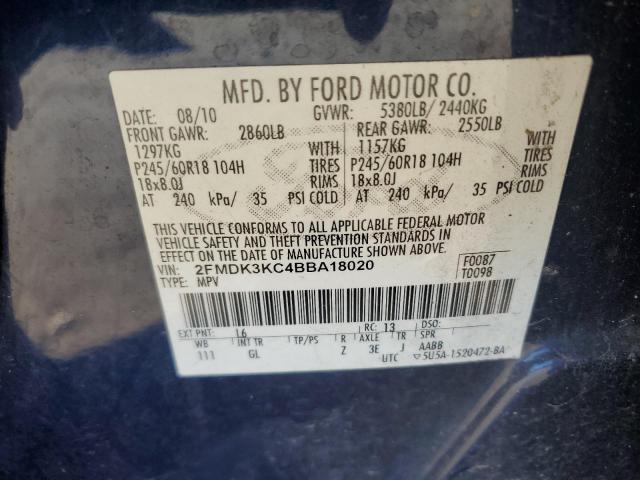 MFD. BY FORD MOTOR CO.
DATE: 08/10 GVWR: 5380LB/ 2440KG
FRONT GAWR: 2860LB REAR GAWR: 2550LB
1297KG WITH 1157KG WITH
P245/60R18 104H TIRES P245/60R18 104H TIRES
18x8.0J RIMS 18x8.0J RIMS
AT 240 kPa/ 35 PSI COLD AT 240 kPa/ 35 PSI COLD
THIS VEHICLE CONFORMS TO ALL APPLICABLE FEDERAL MOTOR
VEHICLE SAFETY AND THEFT PREVENTION STANDARDS IN
EFFECT ON THE DATE OF MANUFACTURE SHOWN ABOVE.
VIN: 2FMDK3KC4BBA18020 F0087
TYPE: MPV T0098
EXT PNT: L6 RC: 13 DSO:
WB INT TR TP/PS R AXLE TR SPR
111 GL Z 3E J AABB
UTC ▽5U5A-1520472-BA